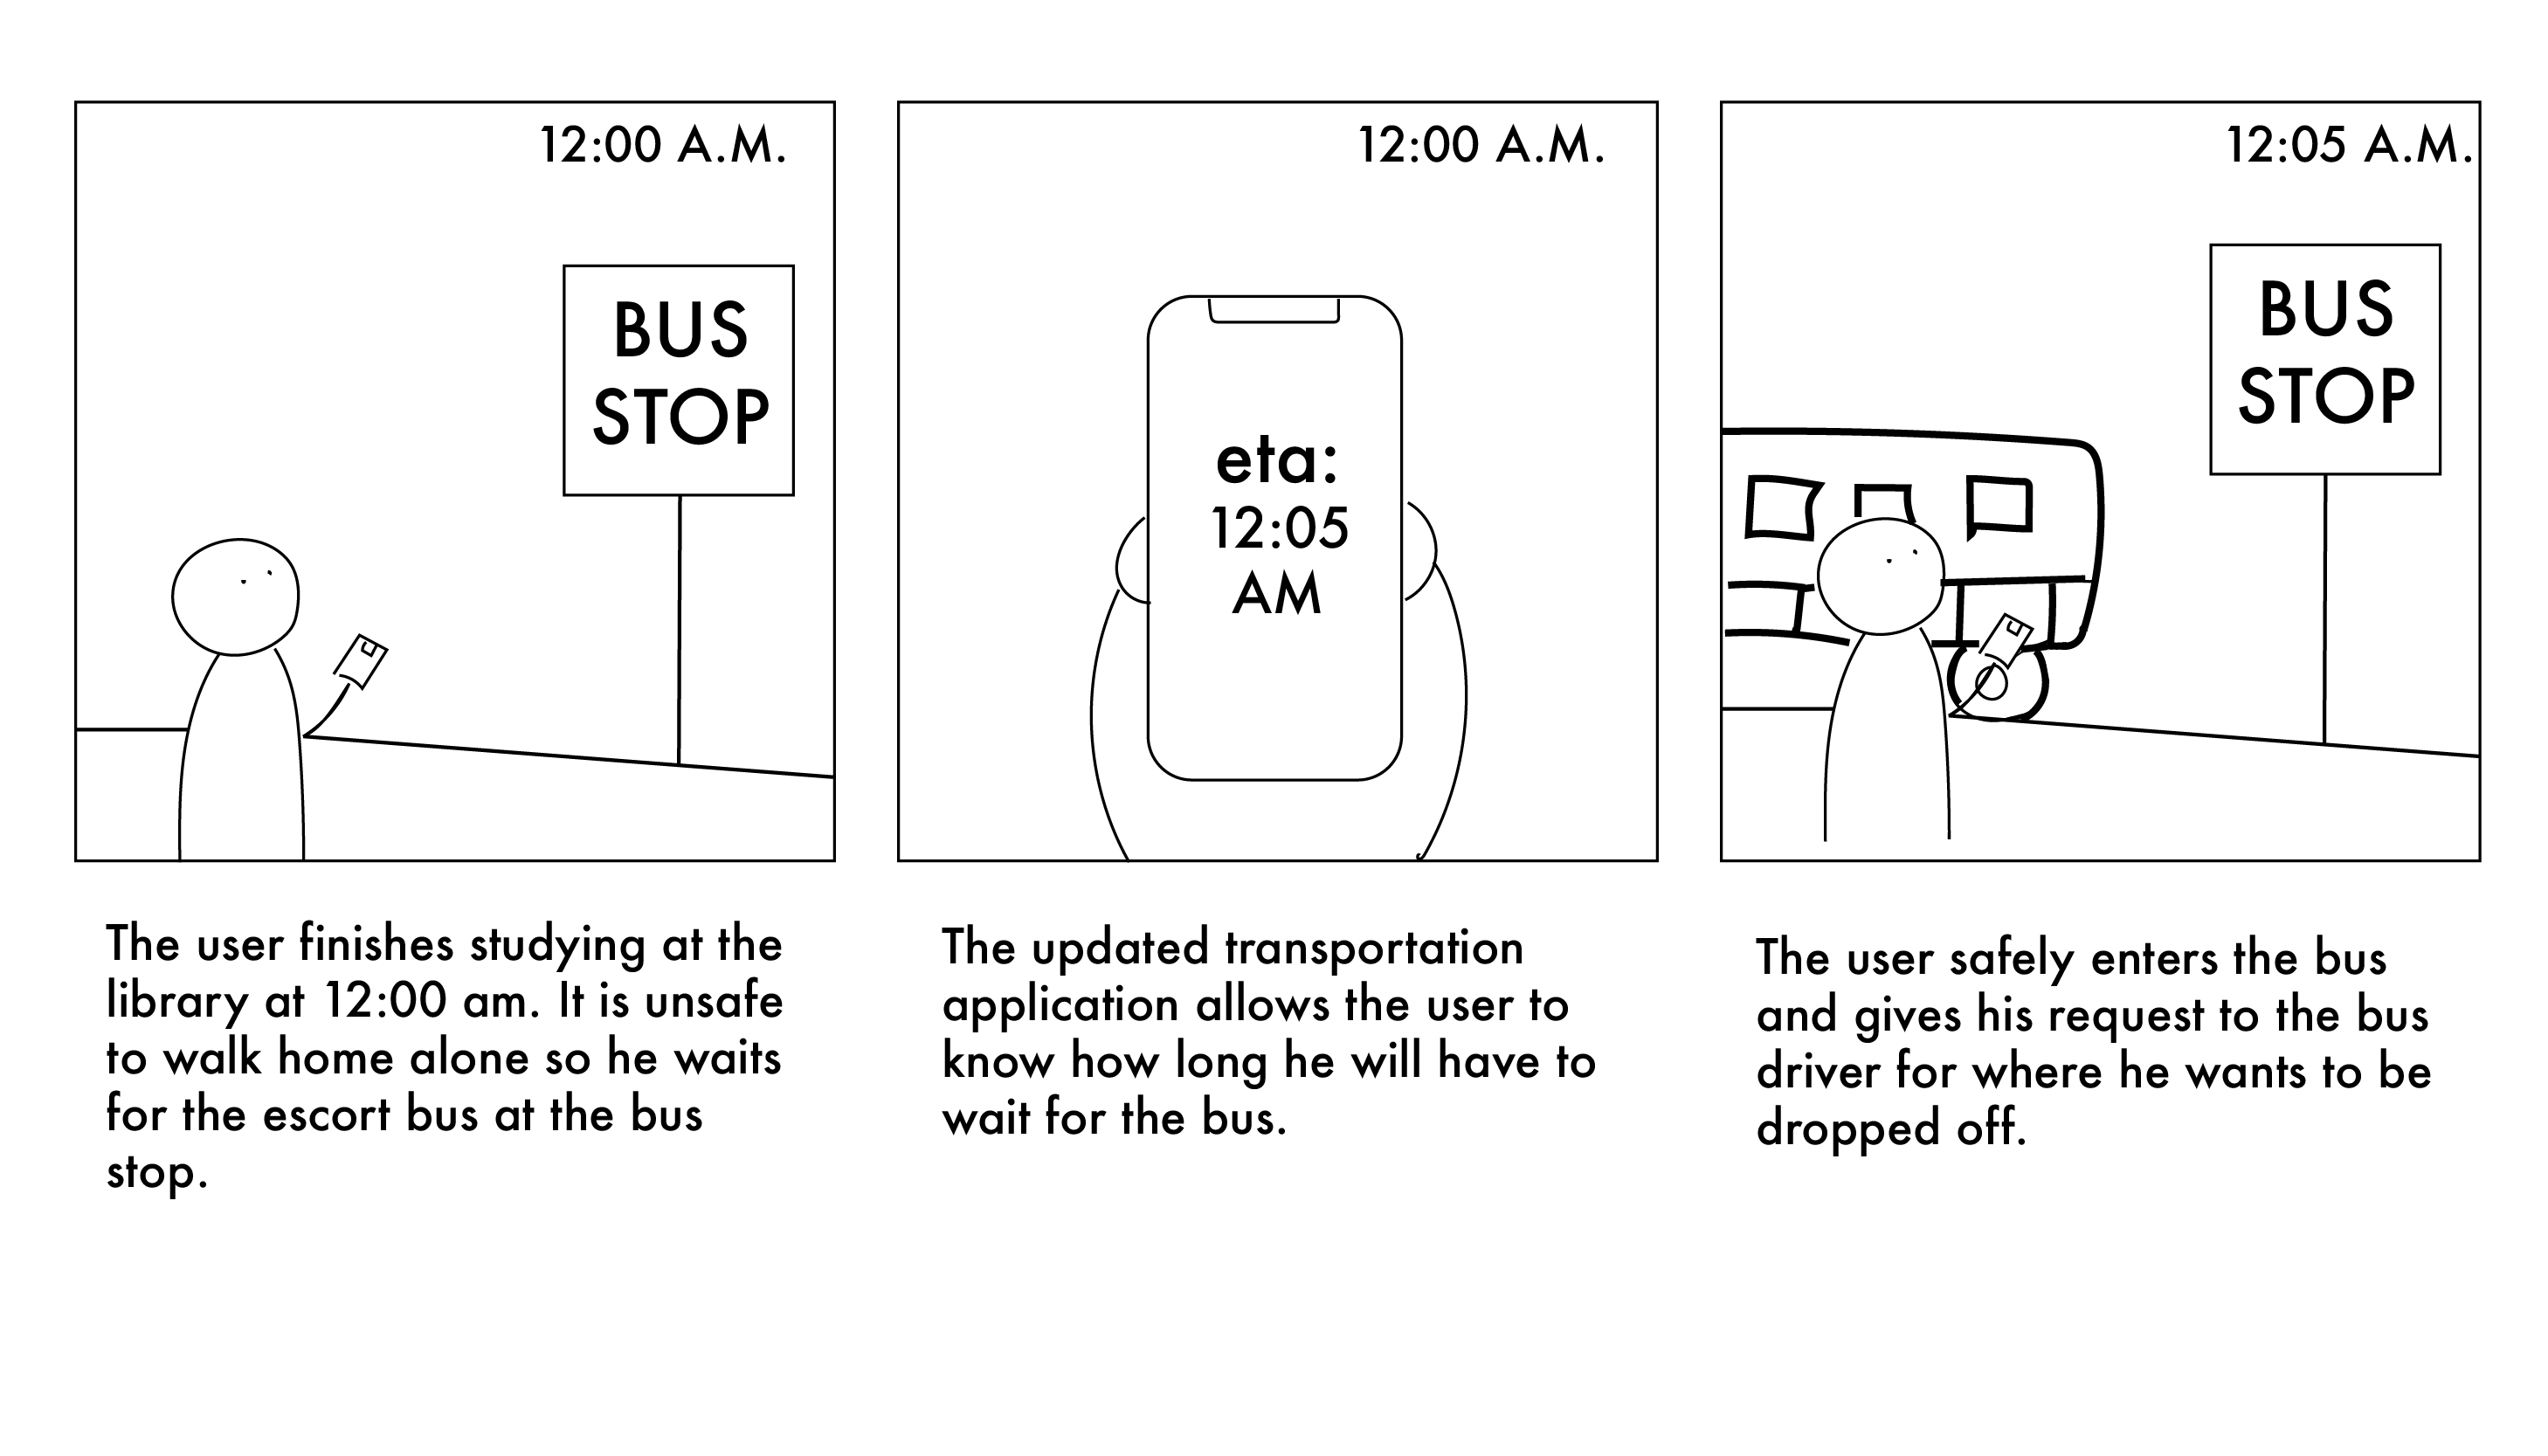 12:00 A.M.
BUS
STOP
The user finishes studying at the
library at 12:00 am. It is unsafe
to walk home alone so he waits
for the escort bus at the bus
stop.
12:00 A.M.
eta:
12:05
AM
The updated transportation
application allows the user to
know how long he will have to
wait for the bus.
12:05 A.M.
BUS
STOP
The user safely enters the bus
and gives his request to the bus
driver for where he wants to be
dropped off.